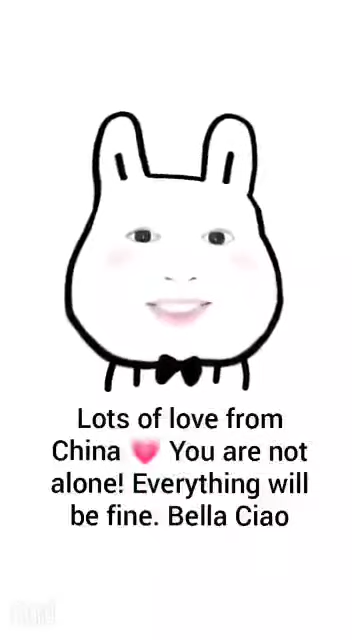 Lots of love from
China 💗 You are not
alone! Everything will
be fine. Bella Ciao